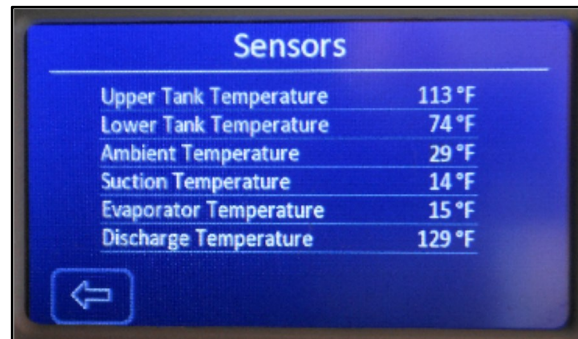 Sensors
Upper Tank Temperature 113 °F
Lower Tank Temperature 74 °F
Ambient Temperature 29 °F
Suction Temperature 14 °F
Evaporator Temperature 15 °F
Discharge Temperature 129 °F